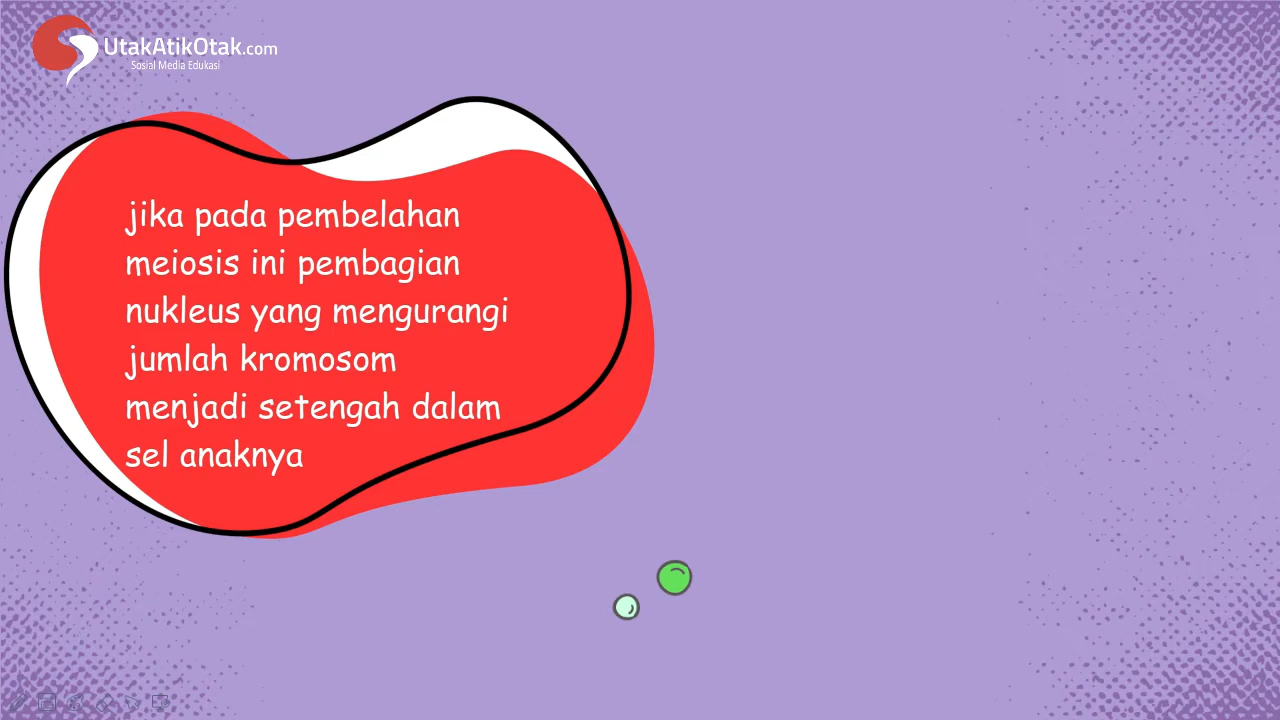 UtakAtikOtak.com
Sosial Media Edukasi
jika pada pembelahan
meiosis ini pembagian
nukleus yang mengurangi
jumlah kromosom
menjadi setengah dalam
sel anaknya